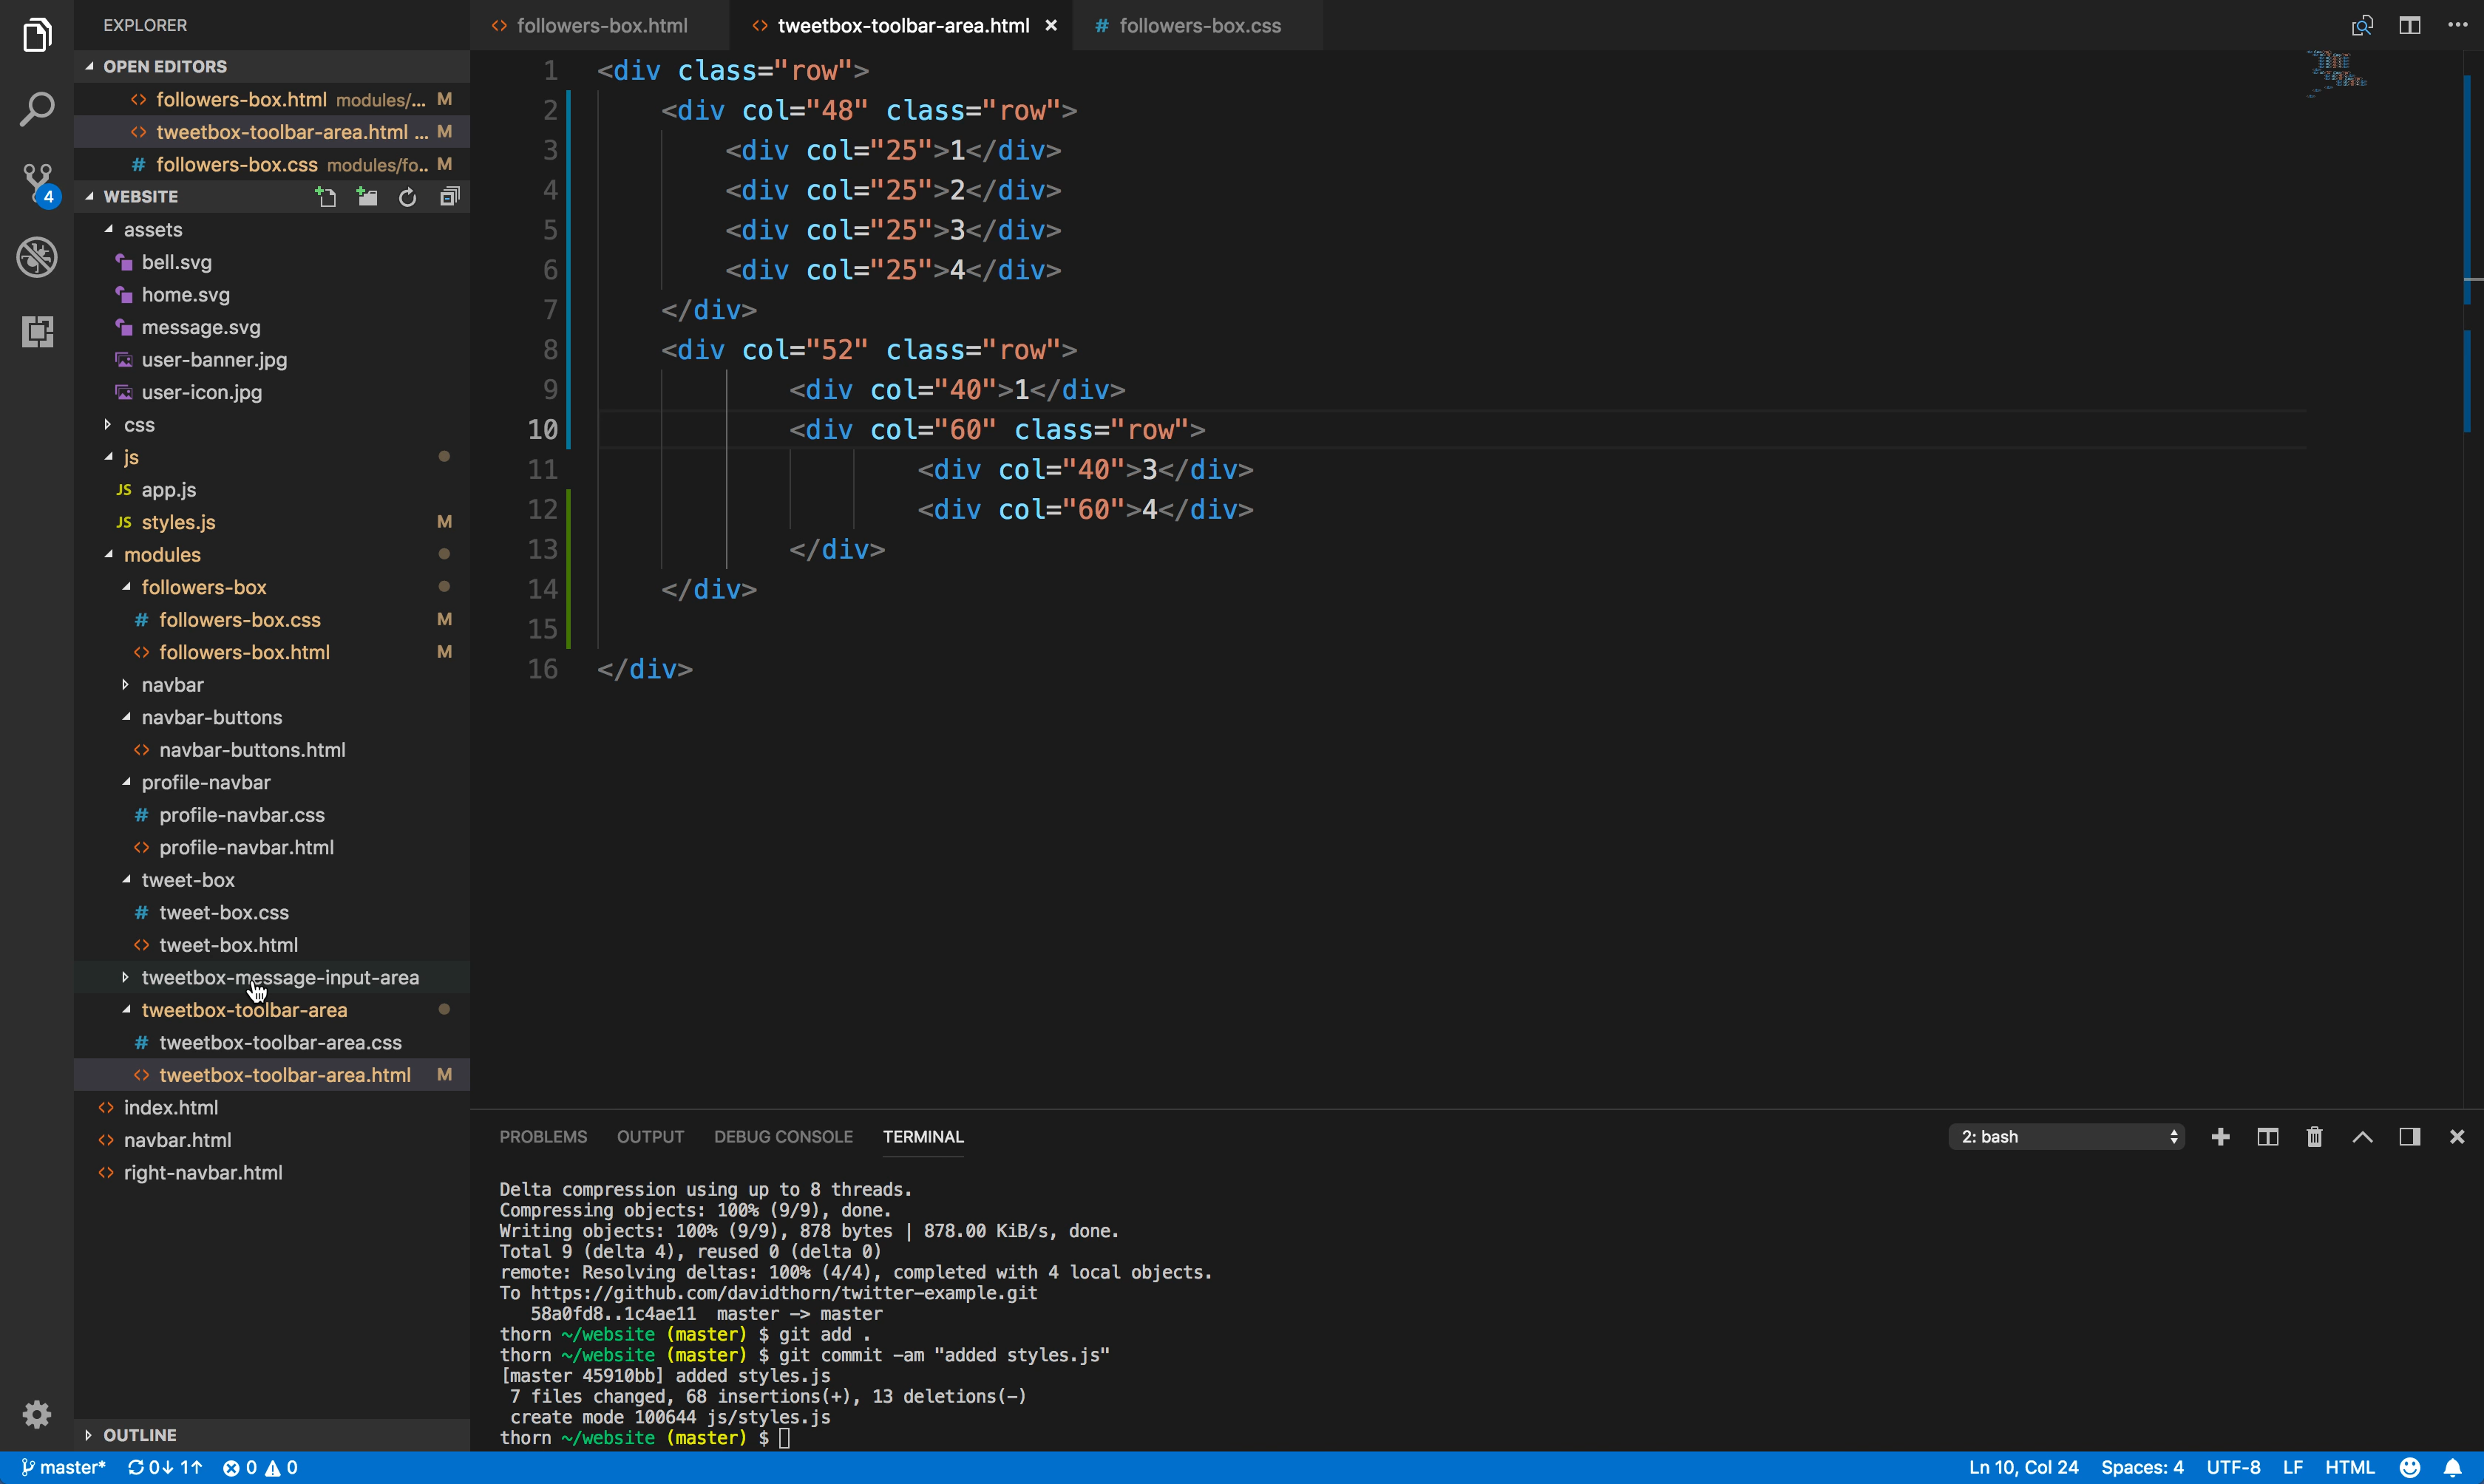 EXPLORER
OPEN EDITORS
followers-box.html modules/... M
tweetbox-toolbar-area.html ... M
# followers-box.css modules/fo... M
4
WEBSITE
assets
bell.svg
home.svg
message.svg
user-banner.jpg
user-icon.jpg
css
js
JS app.js
JS styles.js M
modules
followers-box
# followers-box.css M
<> followers-box.html M
navbar
navbar-buttons
<> navbar-buttons.html
profile-navbar
# profile-navbar.css
<> profile-navbar.html
tweet-box
# tweet-box.css
<> tweet-box.html
tweetbox-message-input-area
tweetbox-toolbar-area
# tweetbox-toolbar-area.css
<> tweetbox-toolbar-area.html M
<> index.html
<> navbar.html
<> right-navbar.html
OUTLINE
<> followers-box.html <> tweetbox-toolbar-area.html × # followers-box.css
1 <div class="row">
2 <div col="48" class="row">
3 <div col="25">1</div>
4 <div col="25">2</div>
5 <div col="25">3</div>
6 <div col="25">4</div>
7 </div>
8 <div col="52" class="row">
9 <div col="40">1</div>
10 <div col="60" class="row">
11 <div col="40">3</div>
12 <div col="60">4</div>
13 </div>
14 </div>
15
16 </div>
PROBLEMS OUTPUT DEBUG CONSOLE TERMINAL 2: bash
Delta compression using up to 8 threads.
Compressing objects: 100% (9/9), done.
Writing objects: 100% (9/9), 878 bytes | 878.00 KiB/s, done.
Total 9 (delta 4), reused 0 (delta 0)
remote: Resolving deltas: 100% (4/4), completed with 4 local objects.
To https://github.com/davidthorn/twitter-example.git
58a0fd8..1c4ae11 master -> master
thorn ~/website (master) $ git add .
thorn ~/website (master) $ git commit -am "added styles.js"
[master 45910bb] added styles.js
7 files changed, 68 insertions(+), 13 deletions(-)
create mode 100644 js/styles.js
thorn ~/website (master) $
master* 0↓ 1↑ 0 0 Ln 10, Col 24 Spaces: 4 UTF-8 LF HTML